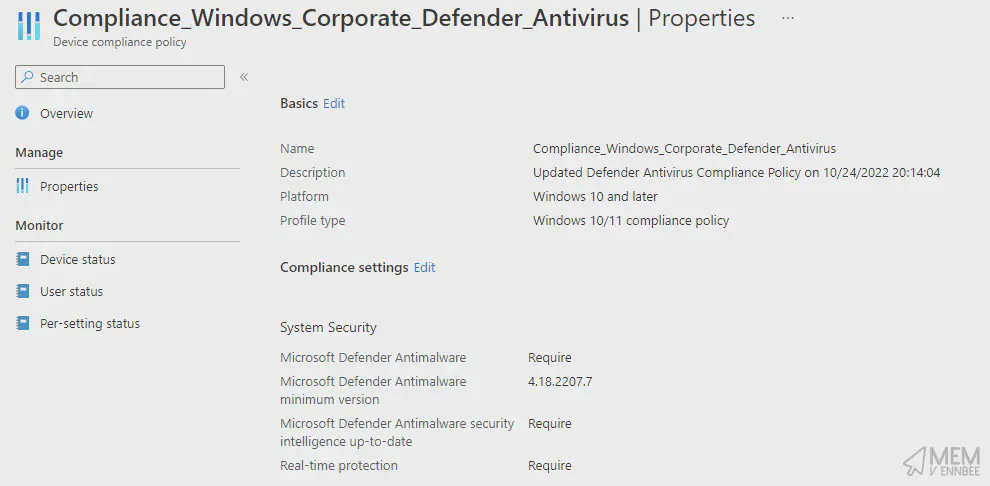 Compliance_Windows_Corporate_Defender_Antivirus | Properties ...
Device compliance policy
Search «
Overview
Manage
Properties
Monitor
Device status
User status
Per-setting status
Basics Edit
Name Compliance_Windows_Corporate_Defender_Antivirus
Description Updated Defender Antivirus Compliance Policy on 10/24/2022 20:14:04
Platform Windows 10 and later
Profile type Windows 10/11 compliance policy
Compliance settings Edit
System Security
Microsoft Defender Antimalware Require
Microsoft Defender Antimalware 4.18.2207.7
minimum version
Microsoft Defender Antimalware security Require
intelligence up-to-date
Real-time protection Require
MEM
V ENNBEE